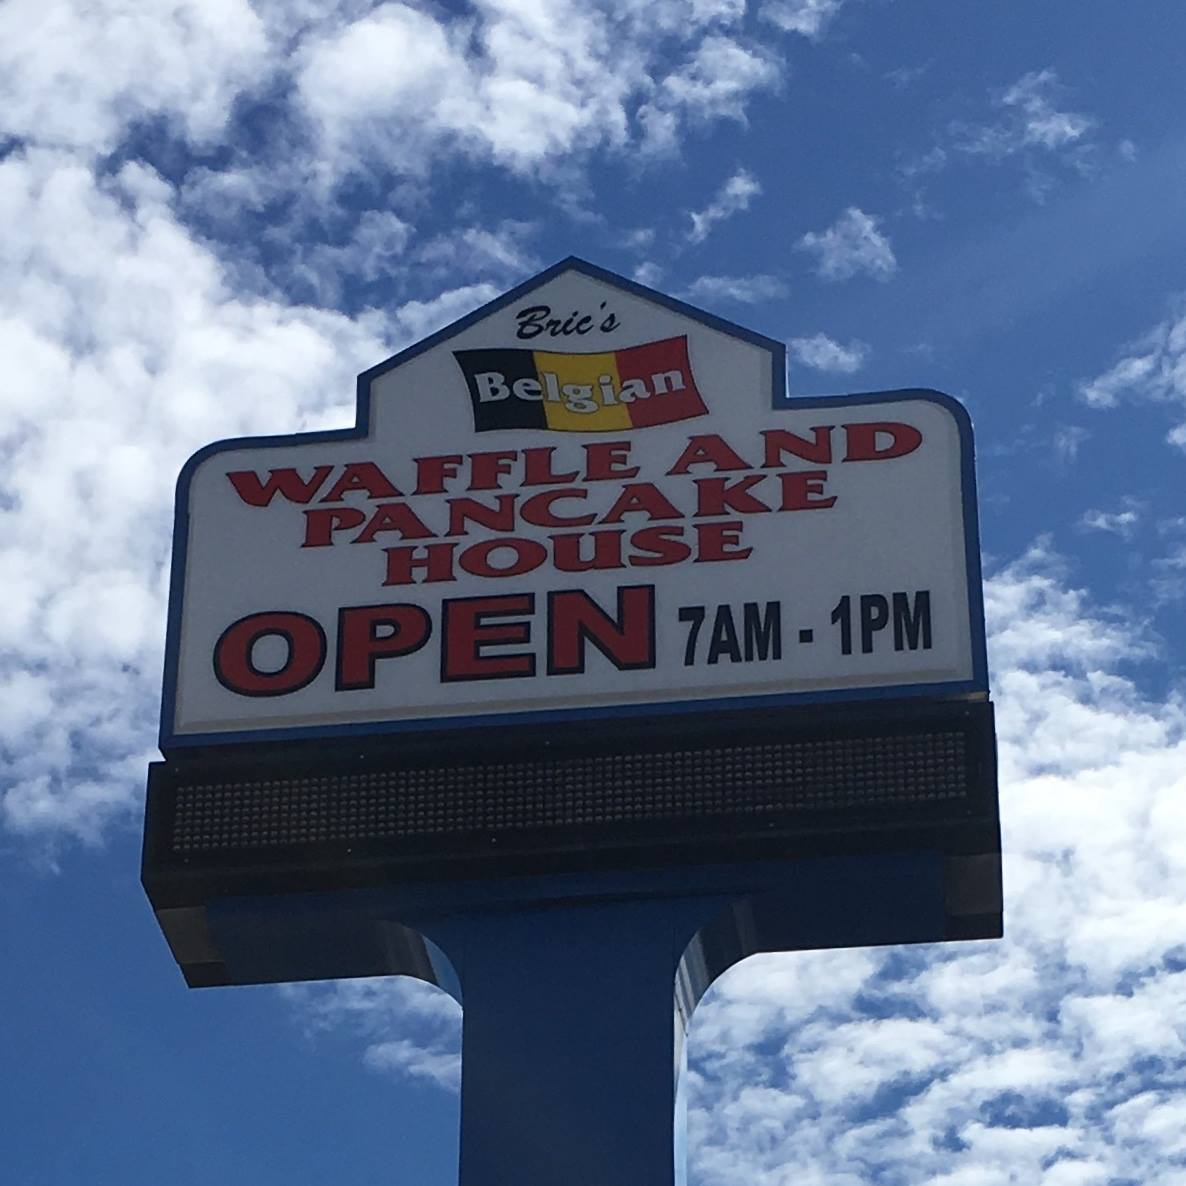 Bric's
Belgian
WAFFLE AND
PANCAKE
HOUSE
OPEN 7AM - 1PM